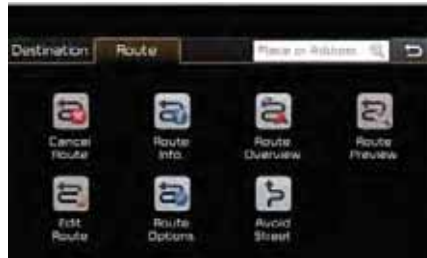 Destination
Route
Place or Address
Cancel
Route
Route
Info.
Route
Overview
Route
Preview
Edit
Route
Route
Options
Avoid
Street